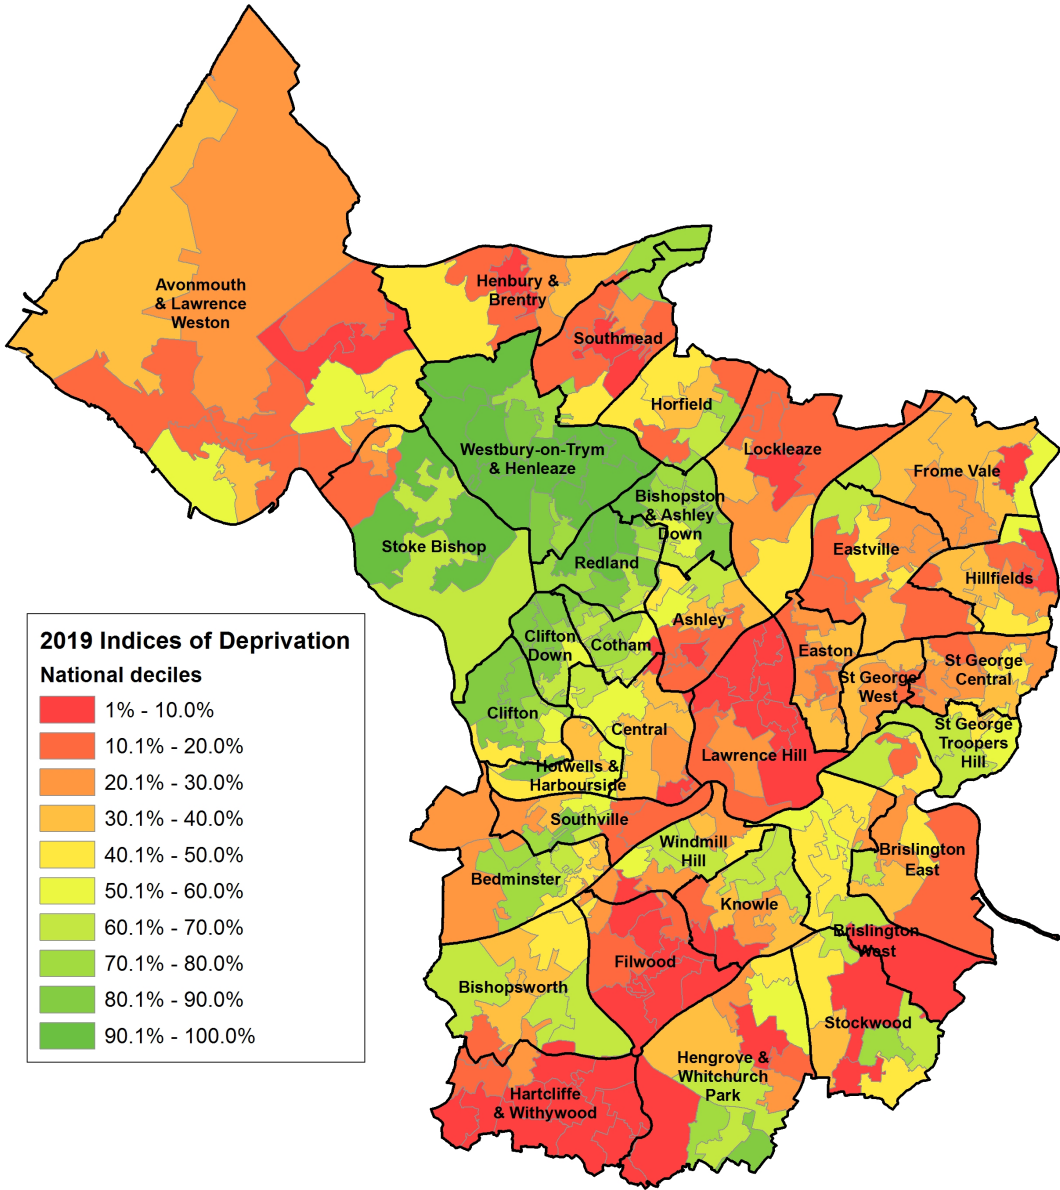 Avonmouth
& Lawrence
Weston
Henbury &
Brentry
Southmead
Horfield
Lockleaze
Westbury-on-Trym
& Henleaze
Frome Vale
Bishopston
& Ashley
Down
Stoke Bishop
Redland
Eastville
Hillfields
Ashley
Clifton
Down
Cotham
Easton
St George
West
St George
Central
Clifton
Central
Lawrence Hill
St George
Troopers
Hill
Hotwells &
Harbourside
Southville
Windmill
Hill
Brislington
East
Bedminster
Knowle
Brislington
West
Filwood
Bishopsworth
Stockwood
Hengrove &
Whitchurch
Park
Hartcliffe
& Withywood
2019 Indices of Deprivation
National deciles
1% - 10.0%
10.1% - 20.0%
20.1% - 30.0%
30.1% - 40.0%
40.1% - 50.0%
50.1% - 60.0%
60.1% - 70.0%
70.1% - 80.0%
80.1% - 90.0%
90.1% - 100.0%